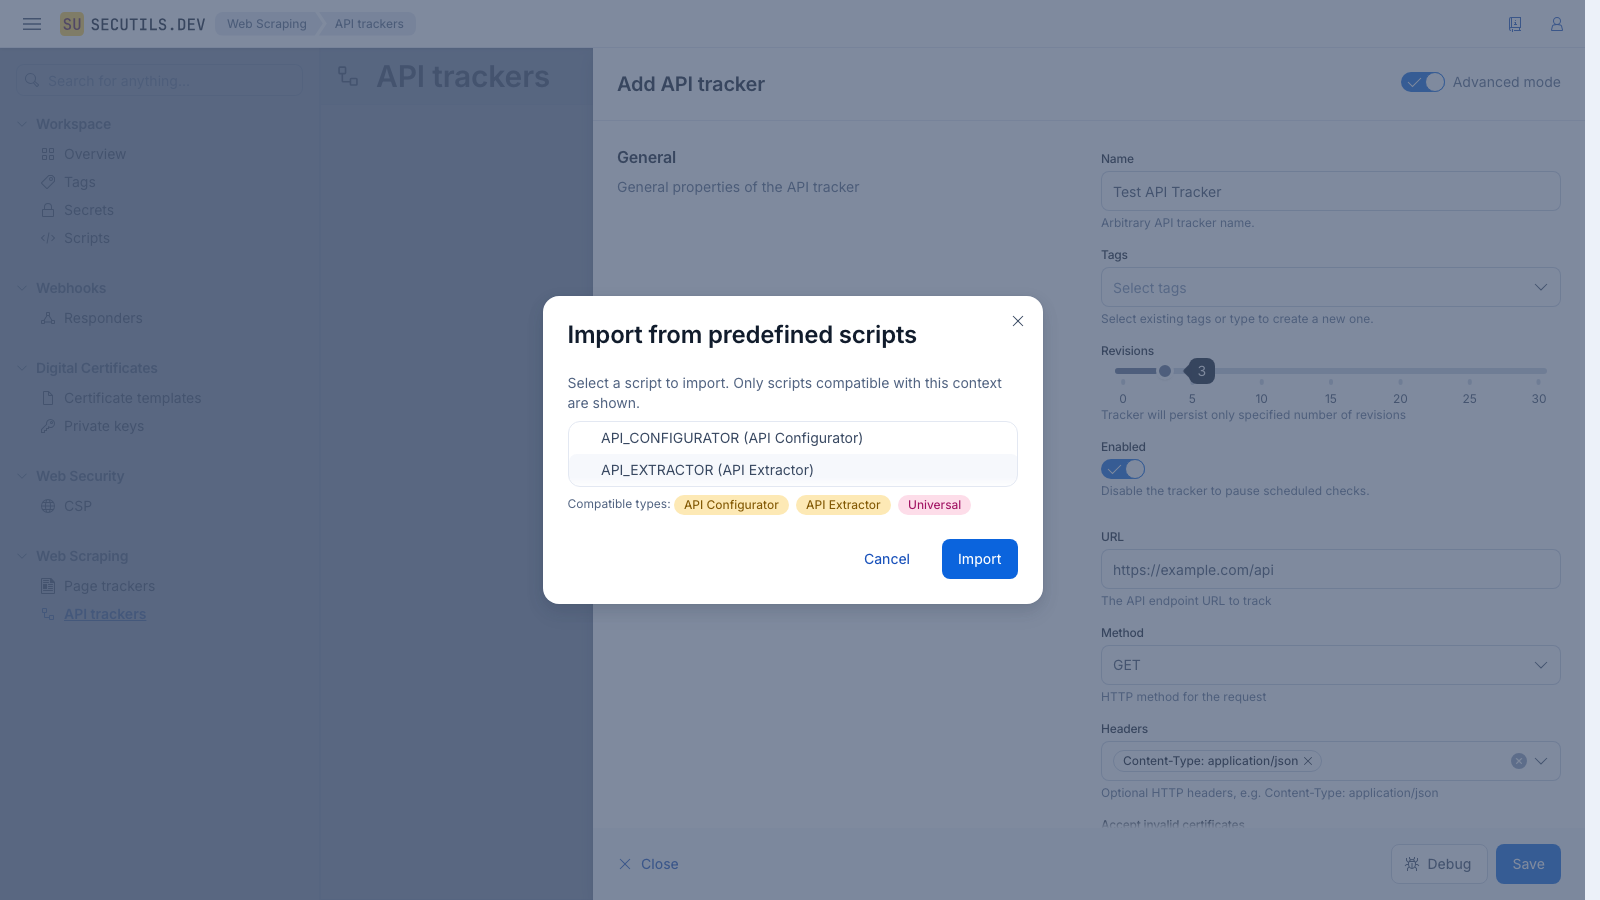 SU SECUTILS.DEV
Web Scraping
API trackers
Search for anything...
Workspace
Overview
Tags
Secrets
Scripts
Webhooks
Responders
Digital Certificates
Certificate templates
Private keys
Web Security
CSP
Web Scraping
Page trackers
API trackers
API trackers
Add API tracker
Advanced mode
General
General properties of the API tracker
Name
Test API Tracker
Arbitrary API tracker name.
Tags
Select tags
Select existing tags or type to create a new one.
Revisions
3
0 5 10 15 20 25 30
Tracker will persist only specified number of revisions
Enabled
Disable the tracker to pause scheduled checks.
URL
https://example.com/api
The API endpoint URL to track
Method
GET
HTTP method for the request
Headers
Content-Type: application/json
Optional HTTP headers, e.g. Content-Type: application/json
Accept invalid certificates
Close
Debug
Save
Import from predefined scripts
Select a script to import. Only scripts compatible with this context
are shown.
API_CONFIGURATOR (API Configurator)
API_EXTRACTOR (API Extractor)
Compatible types: API Configurator API Extractor Universal
Cancel
Import